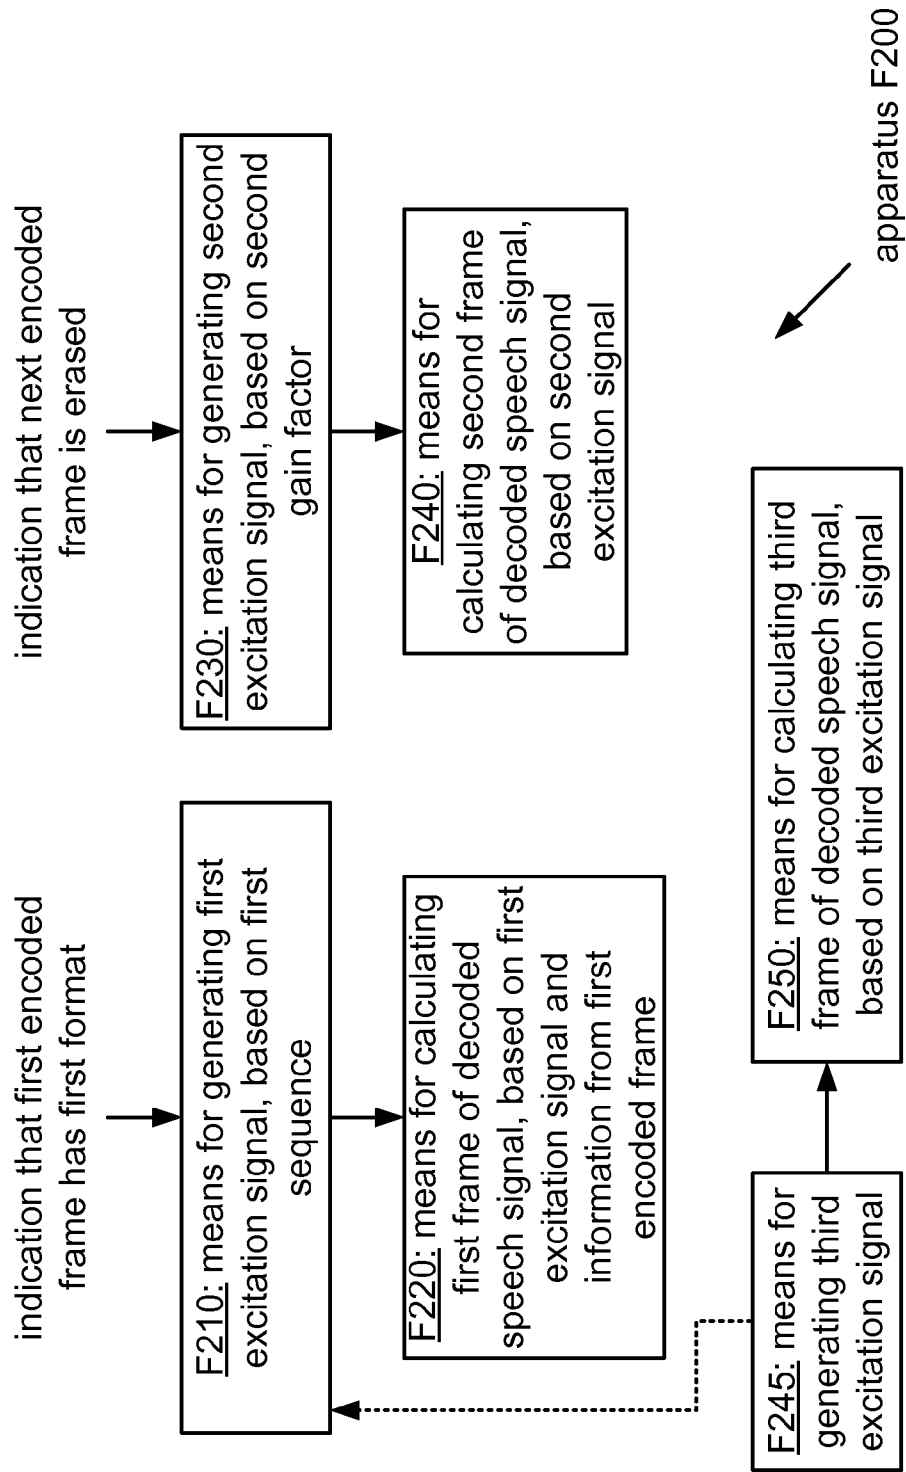 indication that first encoded
frame has first format
F210: means for generating first
excitation signal, based on first
sequence
F220: means for calculating
first frame of decoded
speech signal, based on first
excitation signal and
information from first
encoded frame
indication that next encoded
frame is erased
F230: means for generating second
excitation signal, based on second
gain factor
F240: means for
calculating second frame
of decoded speech signal,
based on second
excitation signal
F245: means for
generating third
excitation signal
F250: means for calculating third
frame of decoded speech signal,
based on third excitation signal
apparatus F200